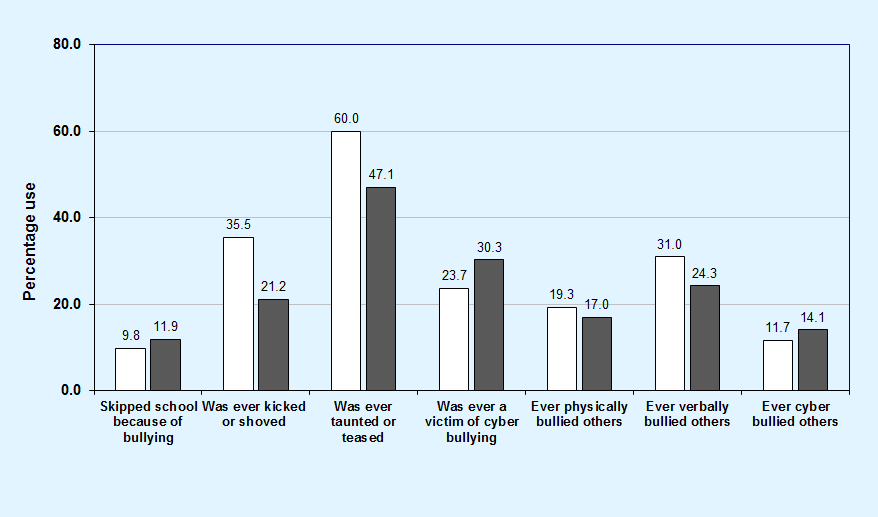 80.0
60.0
40.0
20.0
0.0
Percentage use
9.8
11.9
35.5
21.2
60.0
47.1
23.7
30.3
19.3
17.0
31.0
24.3
11.7
14.1
Skipped school
because of
bullying
Was ever kicked
or shoved
Was ever
taunted or
teased
Was ever a
victim of cyber
bullying
Ever physically
bullied others
Ever verbally
bullied others
Ever cyber
bullied others